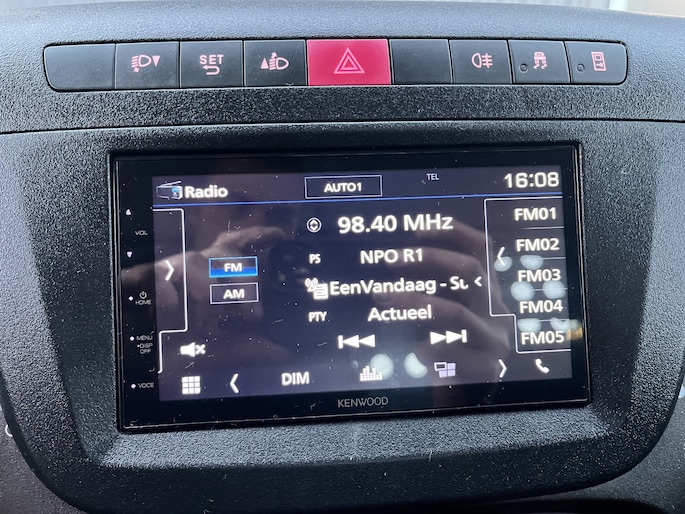 SET
Radio
AUTO1
TEL
16:08
VOL
98.40 MHz
FM01
FM
PS
NPO R1
FM02
AM
EenVandaag - St
FM03
HOME
PTY
Actueel
FM04
MENU
DISP
OFF
FM05
VOICE
DIM
KENWOOD